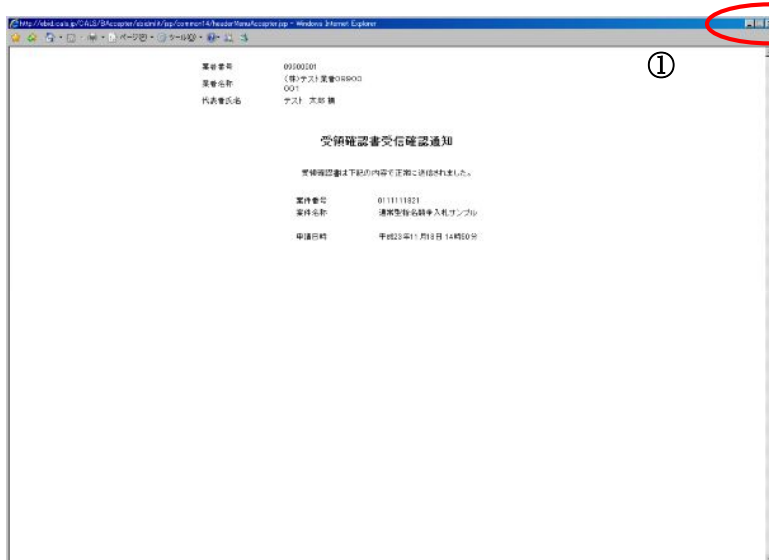 http://ebid.cals.jp/CALS/BAccepter/ebidmlit/jsp/common14/headerMenuAccepter.jsp - Windows Internet Explorer
ページ(P) ツール(O)
①
業者番号 09900001
業者名称 (株)テスト業者09900
001
代表者氏名 テスト 太郎 様
受領確認書受信確認通知
受領確認書は下記の内容で正常に送信されました。
案件番号 0111111821
案件名称 通常型指名競争入札サンプル
申請日時 平成23年11月18日 14時50分